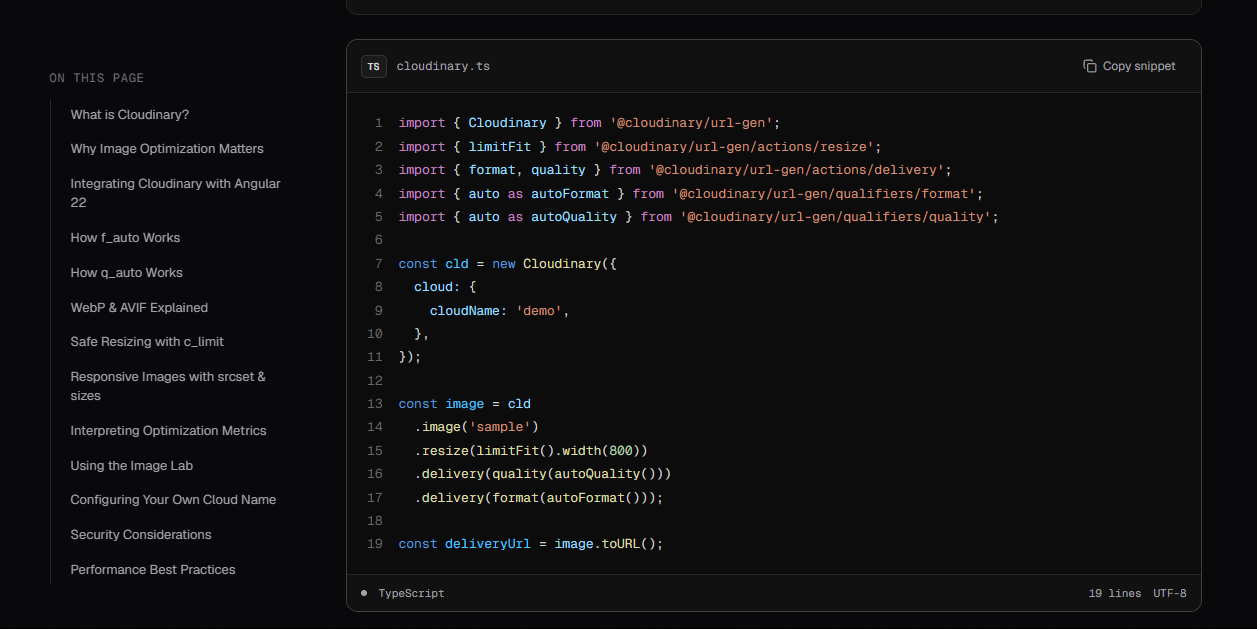 ON THIS PAGE
What is Cloudinary?
Why Image Optimization Matters
Integrating Cloudinary with Angular
22
How f_auto Works
How q_auto Works
WebP & AVIF Explained
Safe Resizing with c_limit
Responsive Images with srcset &
sizes
Interpreting Optimization Metrics
Using the Image Lab
Configuring Your Own Cloud Name
Security Considerations
Performance Best Practices
TS cloudinary.ts Copy snippet
1 import { Cloudinary } from '@cloudinary/url-gen';
2 import { limitFit } from '@cloudinary/url-gen/actions/resize';
3 import { format, quality } from '@cloudinary/url-gen/actions/delivery';
4 import { auto as autoFormat } from '@cloudinary/url-gen/qualifiers/format';
5 import { auto as autoQuality } from '@cloudinary/url-gen/qualifiers/quality';
6
7 const cld = new Cloudinary({
8   cloud: {
9     cloudName: 'demo',
10   },
11 });
12
13 const image = cld
14   .image('sample')
15   .resize(limitFit().width(800))
16   .delivery(quality(autoQuality()))
17   .delivery(format(autoFormat()));
18
19 const deliveryUrl = image.toURL();
TypeScript 19 lines UTF-8